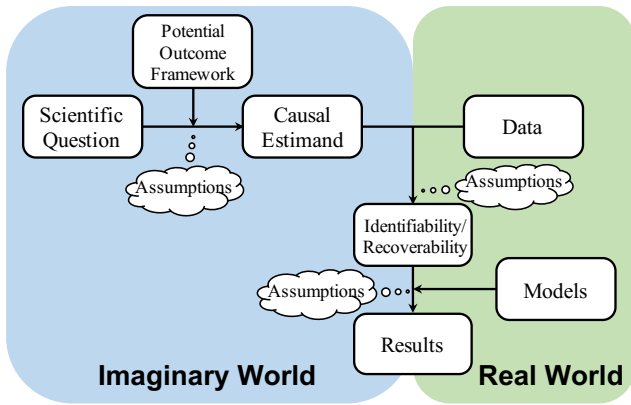 Potential
Outcome
Framework
Scientific
Question
Causal
Estimand
Data
Assumptions
Assumptions
Identifiability/
Recoverability
Assumptions
Models
Results
Imaginary World
Real World